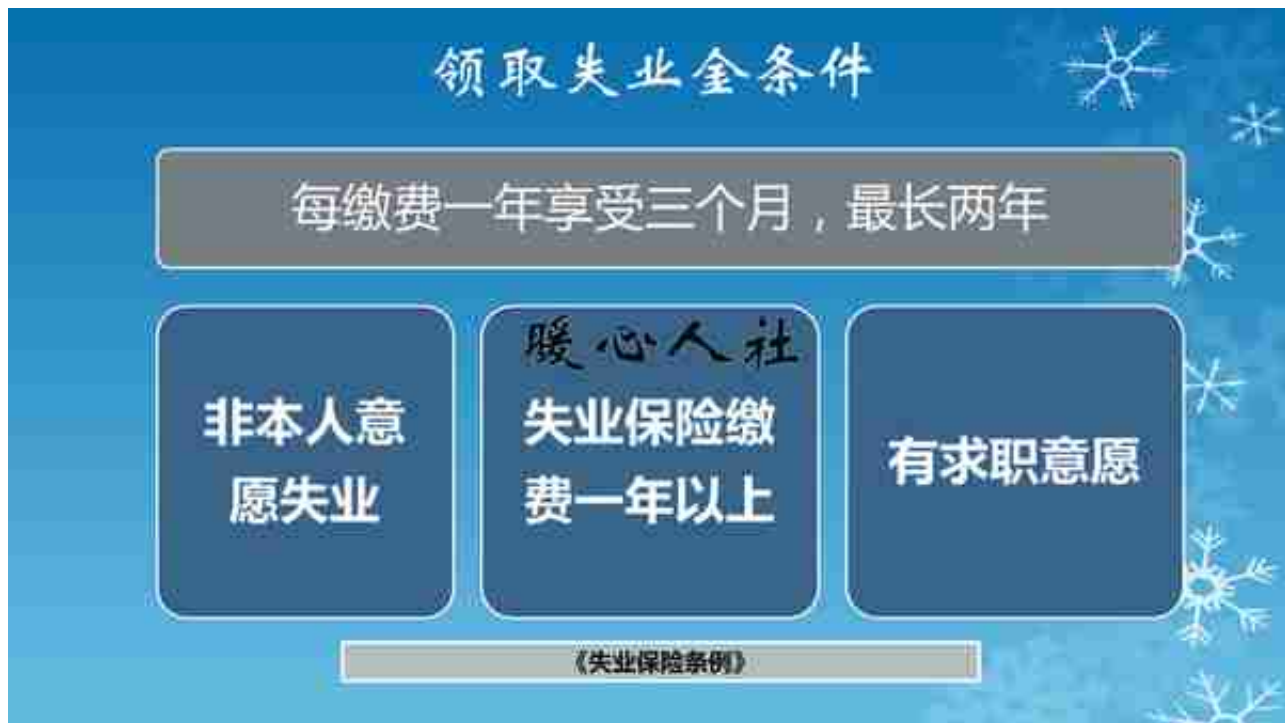 领取失业金条件
每缴费一年享受三个月，最长两年
非本人意
愿失业
暖心人社
失业保险缴
费一年以上
有求职意愿
《失业保险条例》